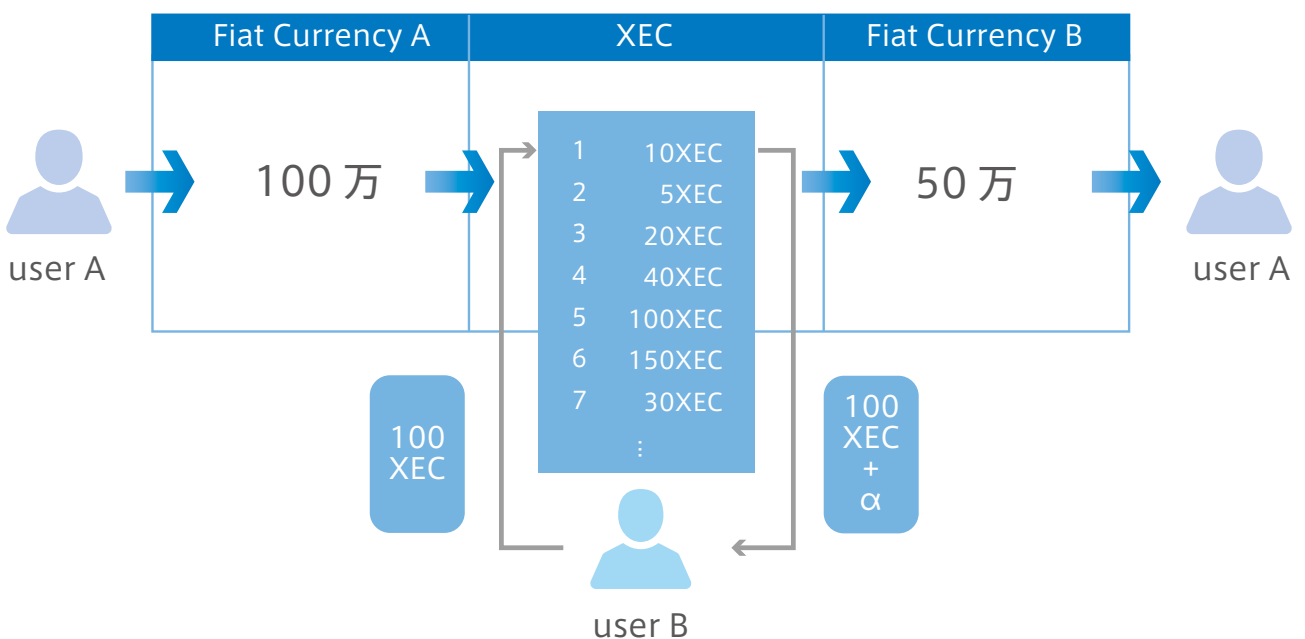 Fiat Currency A
XEC
Fiat Currency B
user A
100 万
1 10XEC
2 5XEC
3 20XEC
4 40XEC
5 100XEC
6 150XEC
7 30XEC
⋮
50 万
user A
100
XEC
100
XEC
+
α
user B